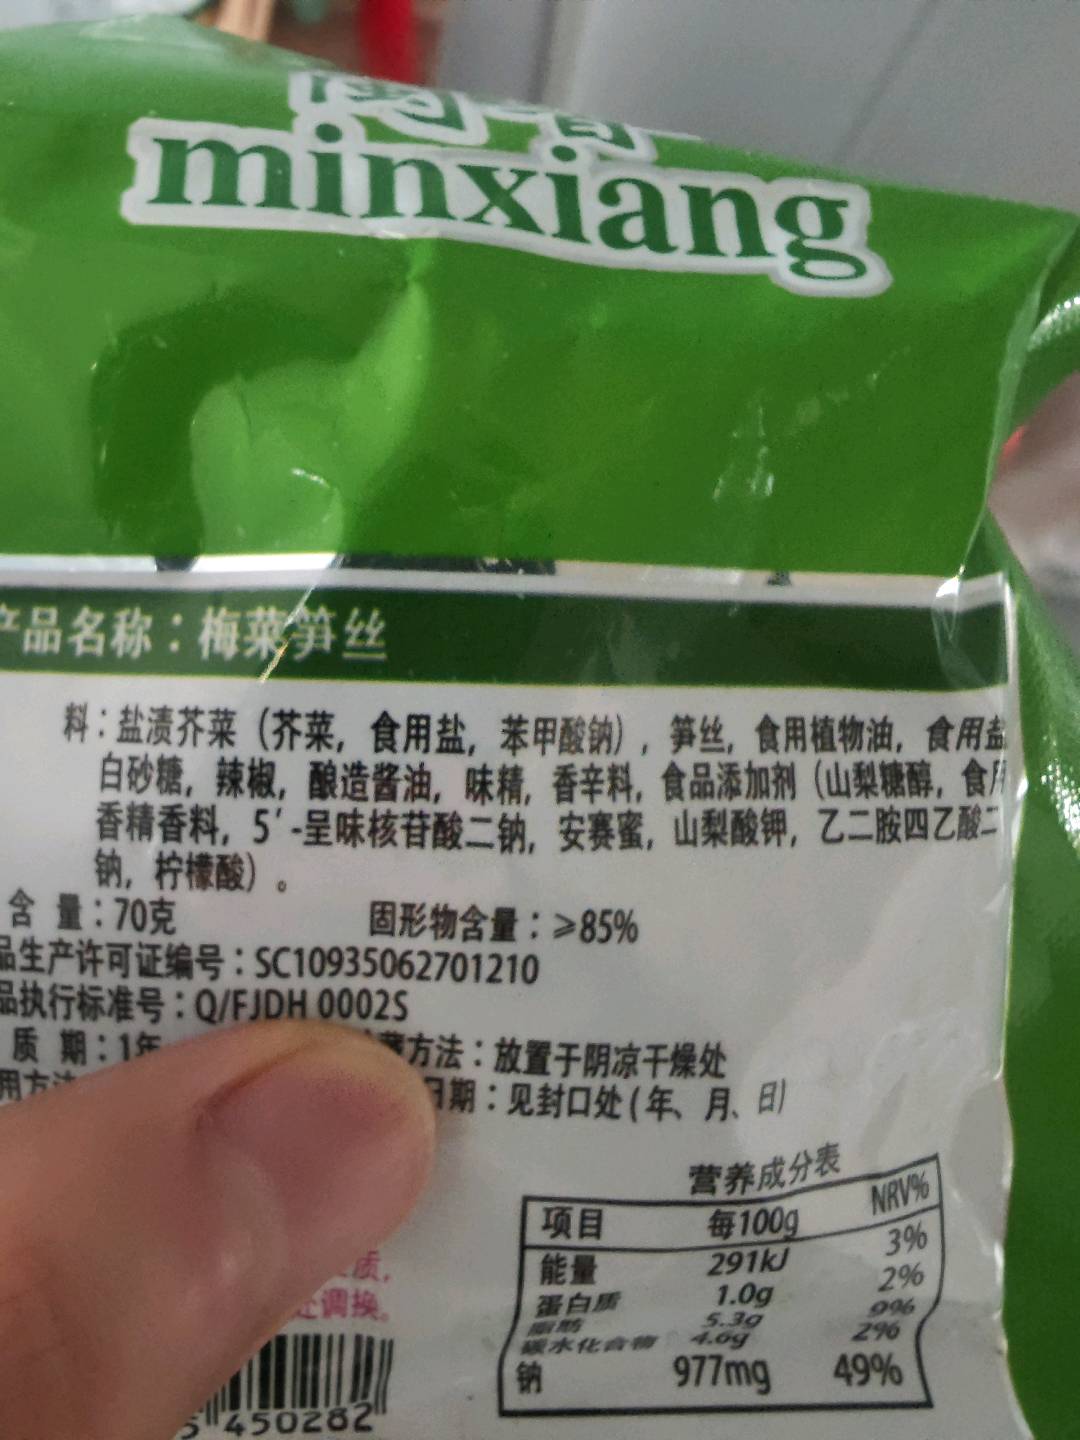 minxiang
产品名称：梅菜笋丝
料：盐渍芥菜（芥菜，食用盐，苯甲酸钠），笋丝，食用植物油，食用盐
白砂糖，辣椒，酿造酱油，味精，香辛料，食品添加剂（山梨糖醇，食用
香精香料，5′-呈味核苷酸二钠，安赛蜜，山梨酸钾，乙二胺四乙酸二
钠，柠檬酸）。
含 量：70克 固形物含量：≥85%
品生产许可证编号：SC10935062701210
品执行标准号：Q/FJDH 0002S
质 期：1年 藏方法：放置于阴凉干燥处
用方法 日期：见封口处(年、月、日)
营养成分表
项目 每100g NRV%
能量 291kJ 3%
蛋白质 1.0g 2%
脂肪 5.3g 9%
碳水化合物 4.6g 2%
钠 977mg 49%
质，
处调换。
5 450282